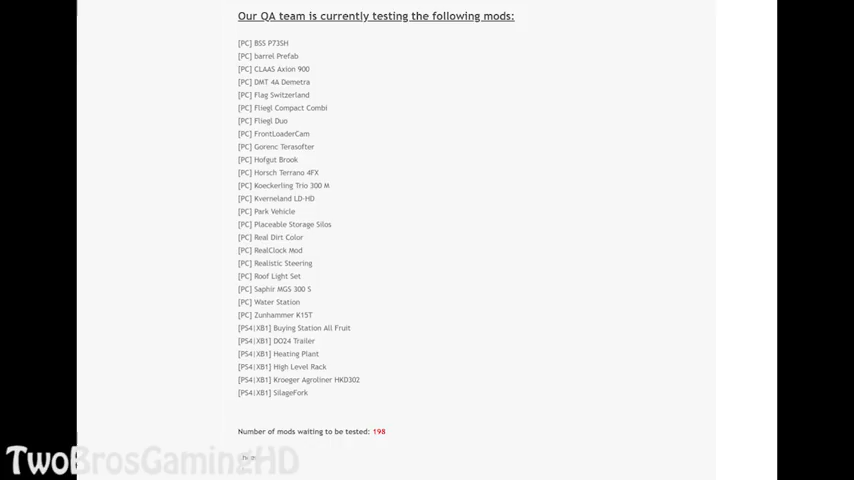 Our QA team is currently testing the following mods:
[PC] BSS P73SH
[PC] barrel Prefab
[PC] CLAAS Axion 900
[PC] DMT 4A Demetra
[PC] Flag Switzerland
[PC] Fliegl Compact Combi
[PC] Fliegl Duo
[PC] FrontLoaderCam
[PC] Gorenc Terasofter
[PC] Hofgut Brook
[PC] Horsch Terrano 4FX
[PC] Koeckerling Trio 300 M
[PC] Kverneland LD-HD
[PC] Park Vehicle
[PC] Placeable Storage Silos
[PC] Real Dirt Color
[PC] RealClock Mod
[PC] Realistic Steering
[PC] Roof Light Set
[PC] Saphir MGS 300 S
[PC] Water Station
[PC] Zunhammer K15T
[PS4|XB1] Buying Station All Fruit
[PS4|XB1] DO24 Trailer
[PS4|XB1] Heating Plant
[PS4|XB1] High Level Rack
[PS4|XB1] Kroeger Agroliner HKD302
[PS4|XB1] SilageFork
Number of mods waiting to be tested: 198
TwoBrosGamingHD